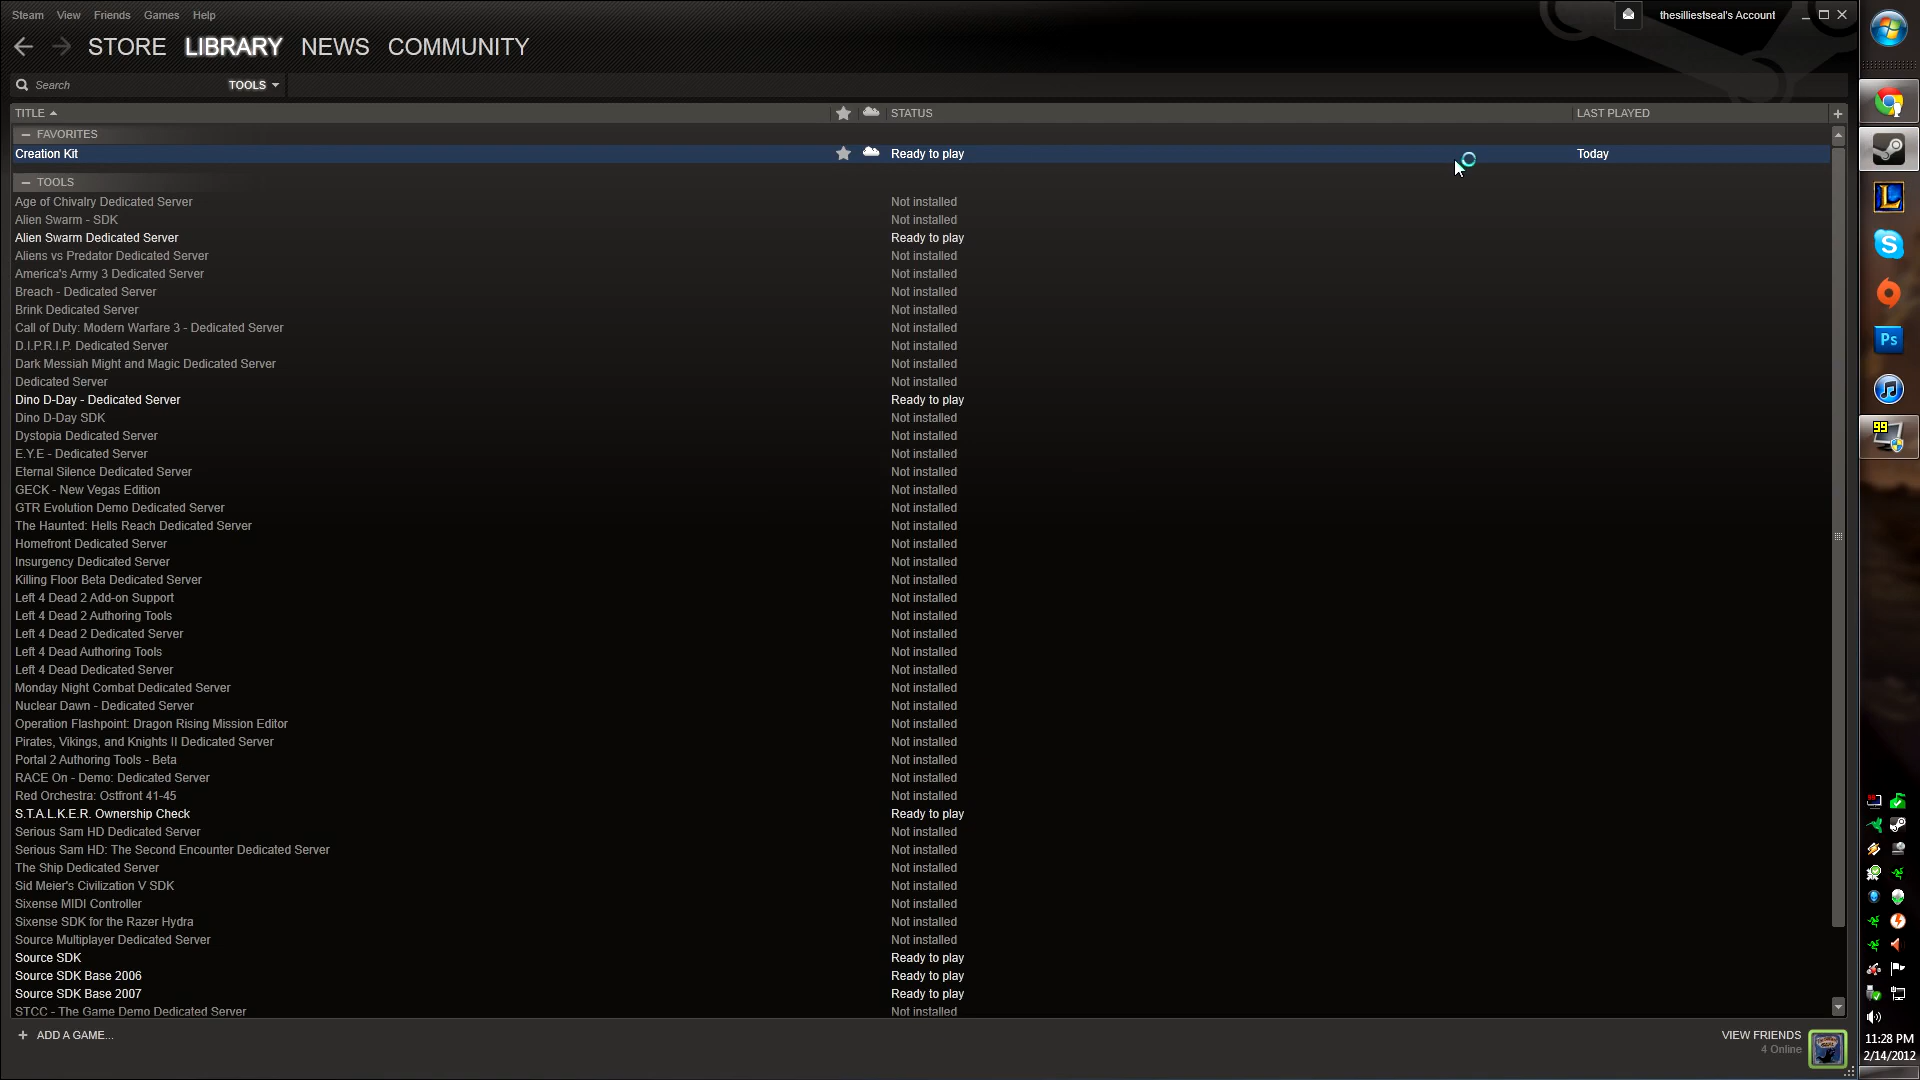 Steam View Friends Games Help
thesilliestseal's Account
STORE LIBRARY NEWS COMMUNITY
Search TOOLS
TITLE STATUS LAST PLAYED
FAVORITES
Creation Kit Ready to play Today
TOOLS
Age of Chivalry Dedicated Server Not installed
Alien Swarm - SDK Not installed
Alien Swarm Dedicated Server Ready to play
Aliens vs Predator Dedicated Server Not installed
America's Army 3 Dedicated Server Not installed
Breach - Dedicated Server Not installed
Brink Dedicated Server Not installed
Call of Duty: Modern Warfare 3 - Dedicated Server Not installed
D.I.P.R.I.P. Dedicated Server Not installed
Dark Messiah Might and Magic Dedicated Server Not installed
Dedicated Server Not installed
Dino D-Day - Dedicated Server Ready to play
Dino D-Day SDK Not installed
Dystopia Dedicated Server Not installed
E.Y.E - Dedicated Server Not installed
Eternal Silence Dedicated Server Not installed
GECK - New Vegas Edition Not installed
GTR Evolution Demo Dedicated Server Not installed
The Haunted: Hells Reach Dedicated Server Not installed
Homefront Dedicated Server Not installed
Insurgency Dedicated Server Not installed
Killing Floor Beta Dedicated Server Not installed
Left 4 Dead 2 Add-on Support Not installed
Left 4 Dead 2 Authoring Tools Not installed
Left 4 Dead 2 Dedicated Server Not installed
Left 4 Dead Authoring Tools Not installed
Left 4 Dead Dedicated Server Not installed
Monday Night Combat Dedicated Server Not installed
Nuclear Dawn - Dedicated Server Not installed
Operation Flashpoint: Dragon Rising Mission Editor Not installed
Pirates, Vikings, and Knights II Dedicated Server Not installed
Portal 2 Authoring Tools - Beta Not installed
RACE On - Demo: Dedicated Server Not installed
Red Orchestra: Ostfront 41-45 Not installed
S.T.A.L.K.E.R. Ownership Check Ready to play
Serious Sam HD Dedicated Server Not installed
Serious Sam HD: The Second Encounter Dedicated Server Not installed
The Ship Dedicated Server Not installed
Sid Meier's Civilization V SDK Not installed
Sixense MIDI Controller Not installed
Sixense SDK for the Razer Hydra Not installed
Source Multiplayer Dedicated Server Not installed
Source SDK Ready to play
Source SDK Base 2006 Ready to play
Source SDK Base 2007 Ready to play
STCC - The Game Demo Dedicated Server Not installed
+ ADD A GAME...
VIEW FRIENDS
4 Online
L
S
Ps
99
11:28 PM
2/14/2012